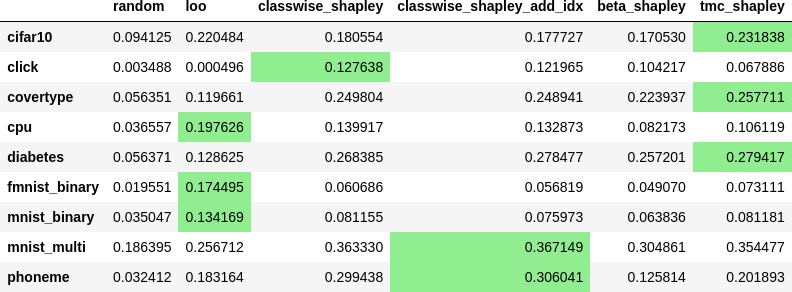 random loo classwise_shapley classwise_shapley_add_idx beta_shapley tmc_shapley
cifar10 0.094125 0.220484 0.180554 0.177727 0.170530 0.231838
click 0.003488 0.000496 0.127638 0.121965 0.104217 0.067886
covertype 0.056351 0.119661 0.249804 0.248941 0.223937 0.257711
cpu 0.036557 0.197626 0.139917 0.132873 0.082173 0.106119
diabetes 0.056371 0.128625 0.268385 0.278477 0.257201 0.279417
fmnist_binary 0.019551 0.174495 0.060686 0.056819 0.049070 0.073111
mnist_binary 0.035047 0.134169 0.081155 0.075973 0.063836 0.081181
mnist_multi 0.186395 0.256712 0.363330 0.367149 0.304861 0.354477
phoneme 0.032412 0.183164 0.299438 0.306041 0.125814 0.201893